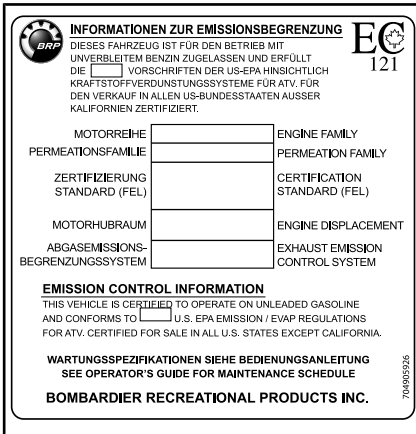 BRP
INFORMATIONEN ZUR EMISSIONSBEGRENZUNG
DIESES FAHRZEUG IST FÜR DEN BETRIEB MIT
UNVERBLEITEM BENZIN ZUGELASSEN UND ERFÜLLT
DIE VORSCHRIFTEN DER US-EPA HINSICHTLICH
KRAFTSTOFFVERDUNSTUNGSSYSTEME FÜR ATV. FÜR
DEN VERKAUF IN ALLEN US-BUNDESSTAATEN AUSSER
KALIFORNIEN ZERTIFIZIERT.
EC
121
MOTORREIHE ENGINE FAMILY
PERMEATIONSFAMILIE PERMEATION FAMILY
ZERTIFIZIERUNG CERTIFICATION
STANDARD (FEL) STANDARD (FEL)
MOTORHUBRAUM ENGINE DISPLACEMENT
ABGASEMISSIONS- EXHAUST EMISSION
BEGRENZUNGSSYSTEM CONTROL SYSTEM
EMISSION CONTROL INFORMATION
THIS VEHICLE IS CERTIFIED TO OPERATE ON UNLEADED GASOLINE
AND CONFORMS TO U.S. EPA EMISSION / EVAP REGULATIONS
FOR ATV. CERTIFIED FOR SALE IN ALL U.S. STATES EXCEPT CALIFORNIA.
WARTUNGSSPEZIFIKATIONEN SIEHE BEDIENUNGSANLEITUNG
SEE OPERATOR'S GUIDE FOR MAINTENANCE SCHEDULE
BOMBARDIER RECREATIONAL PRODUCTS INC.
704905926